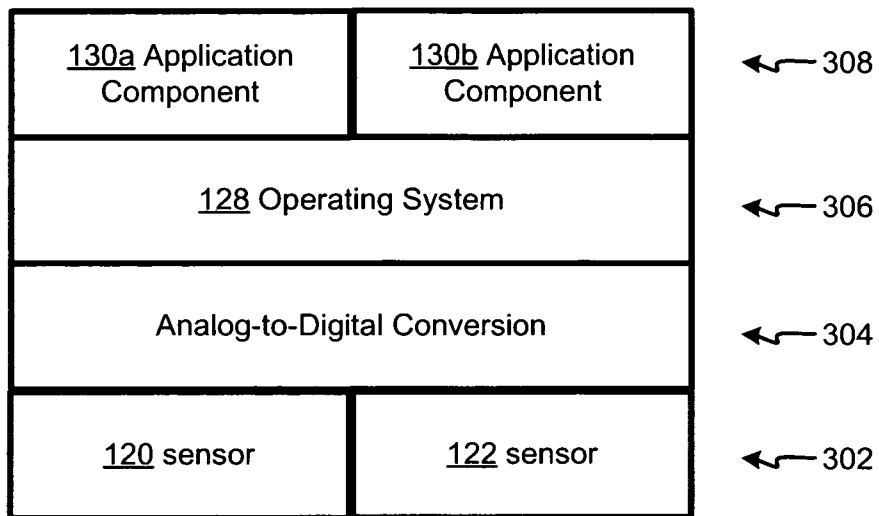 130a Application
Component
130b Application
Component
308
128 Operating System
306
Analog-to-Digital Conversion
304
120 sensor
122 sensor
302